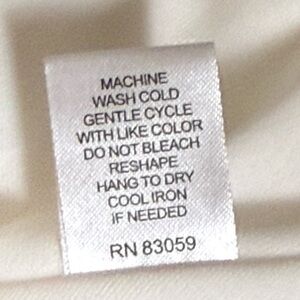 MACHINE
WASH COLD
GENTLE CYCLE
WITH LIKE COLOR
DO NOT BLEACH
RESHAPE
HANG TO DRY
COOL IRON
IF NEEDED
RN 83059